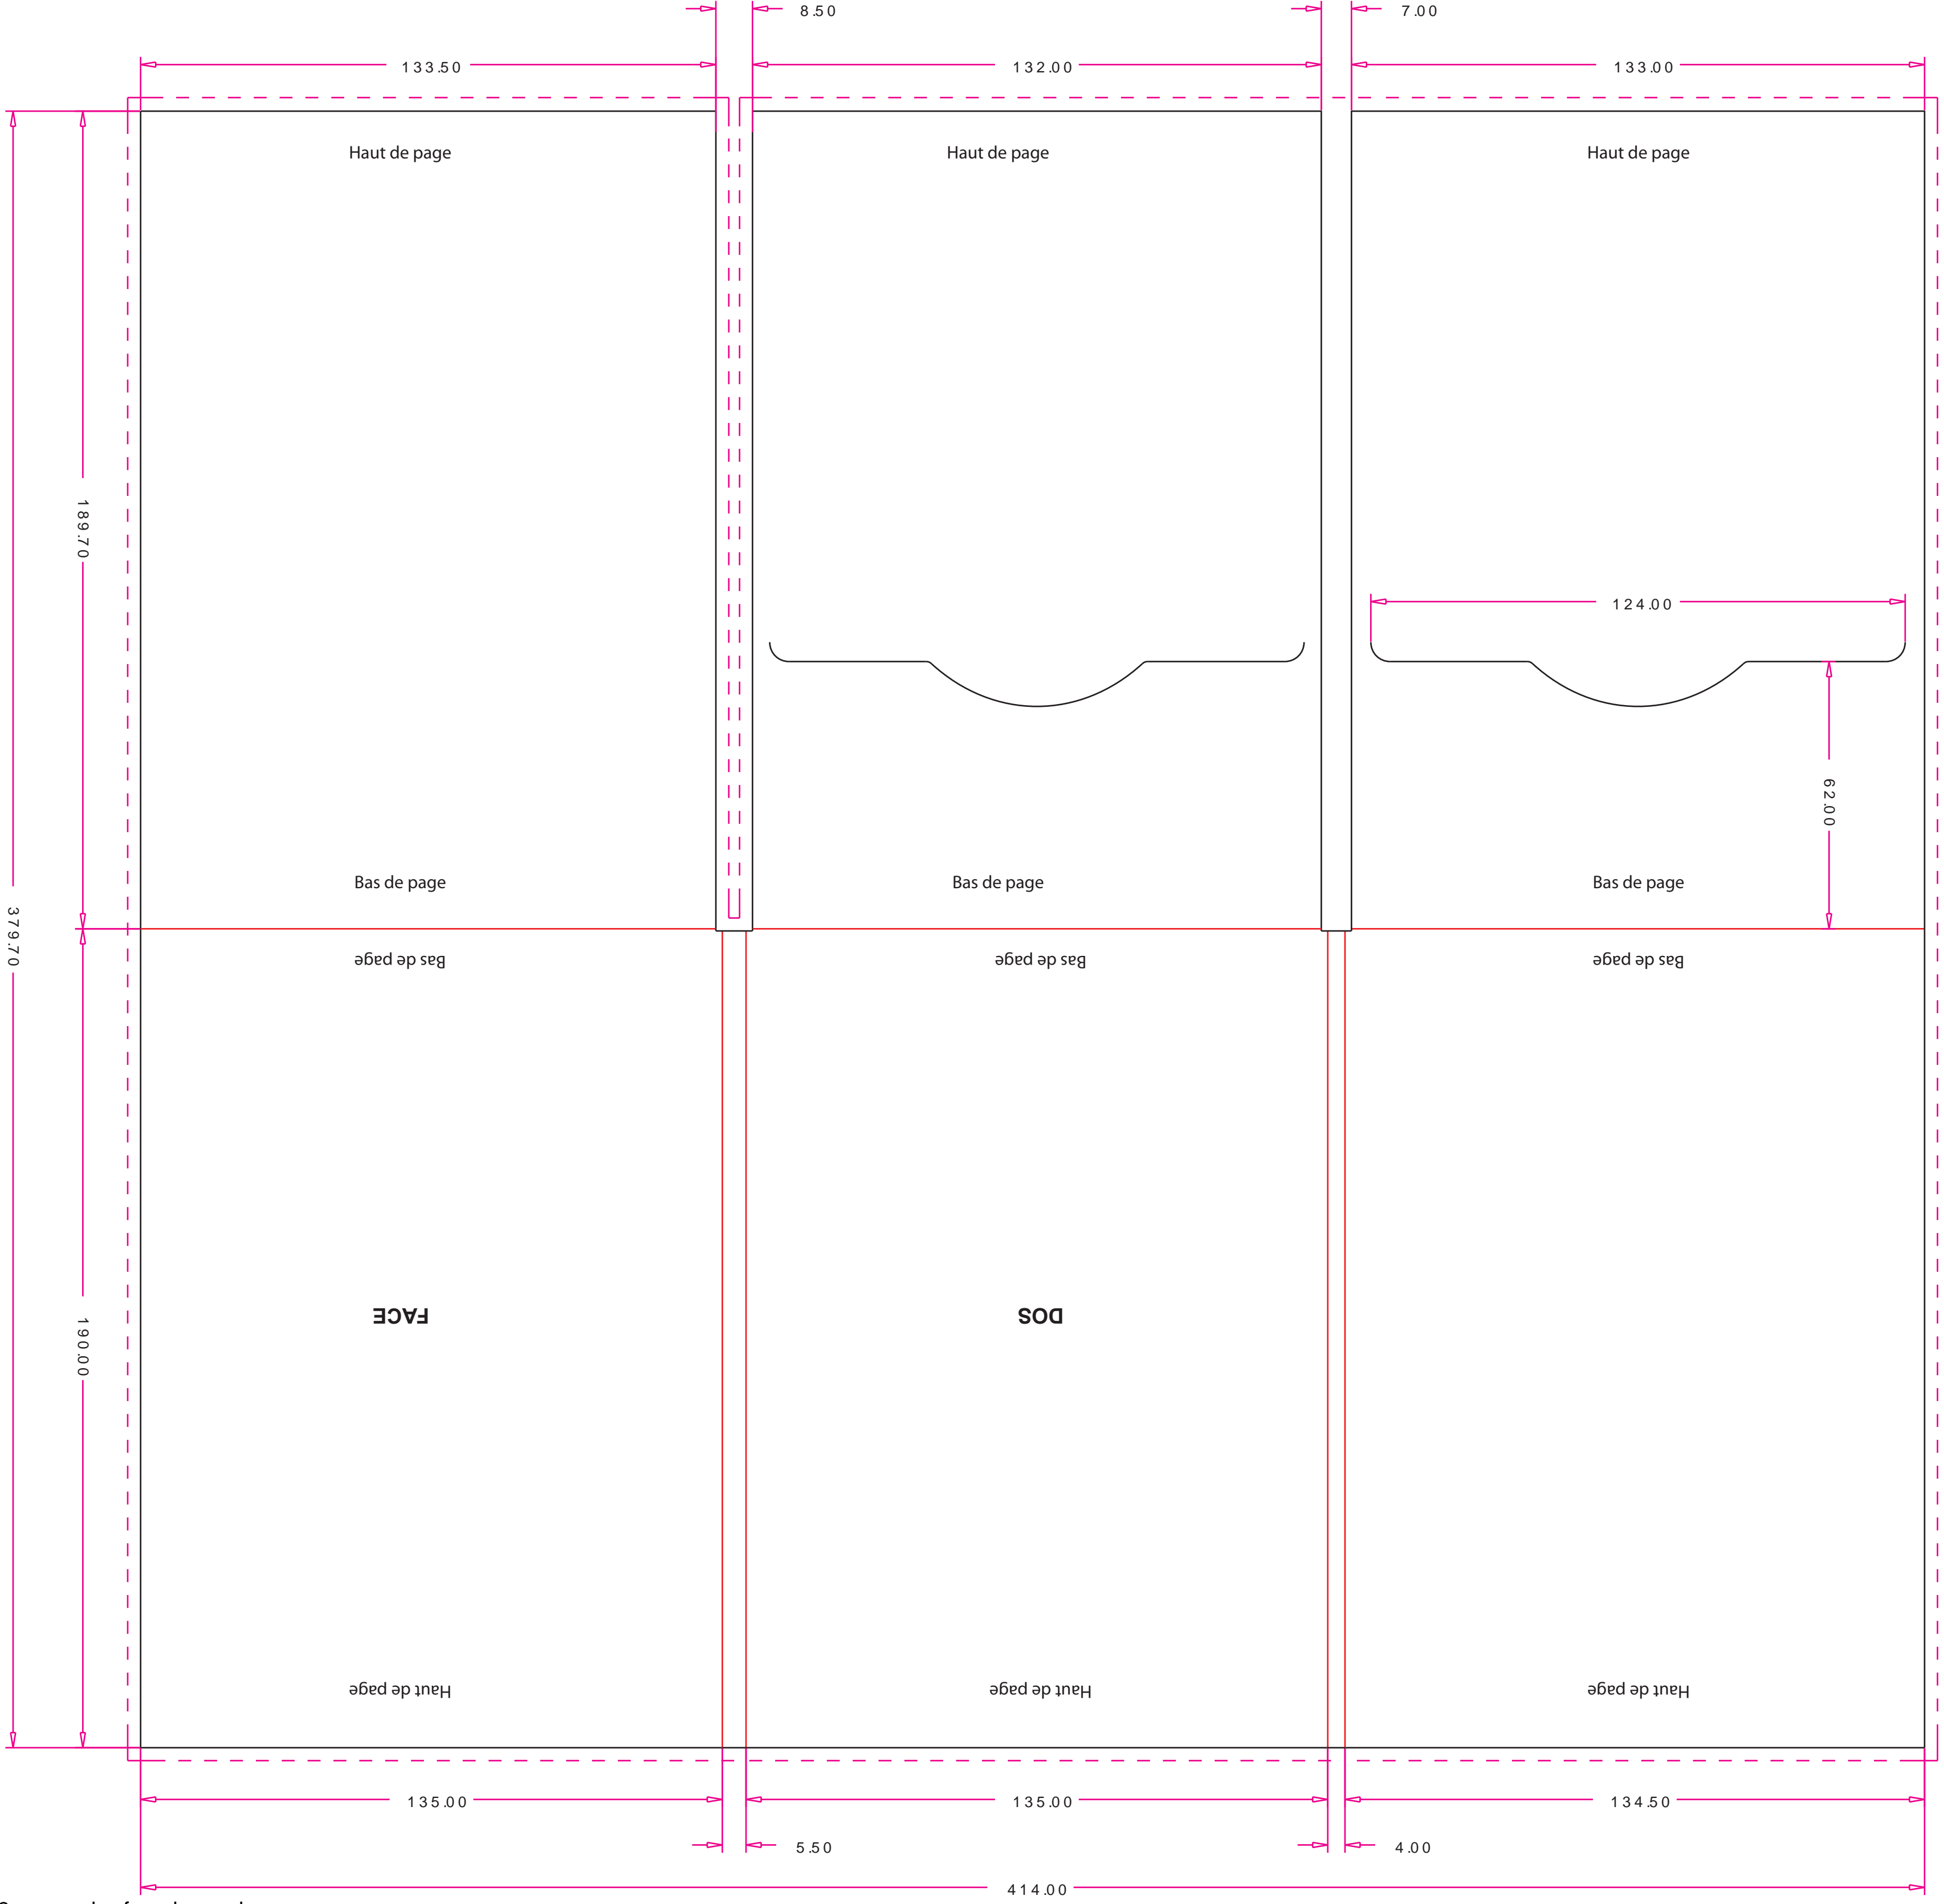 8.50
7.00
133.50
132.00
133.00
Haut de page
Haut de page
Haut de page
189.70
124.00
62.00
Bas de page
Bas de page
Bas de page
379.70
Bas de page
Bas de page
Bas de page
FACE
DOS
190.00
Haut de page
Haut de page
Haut de page
135.00
135.00
134.50
5.50
4.00
414.00